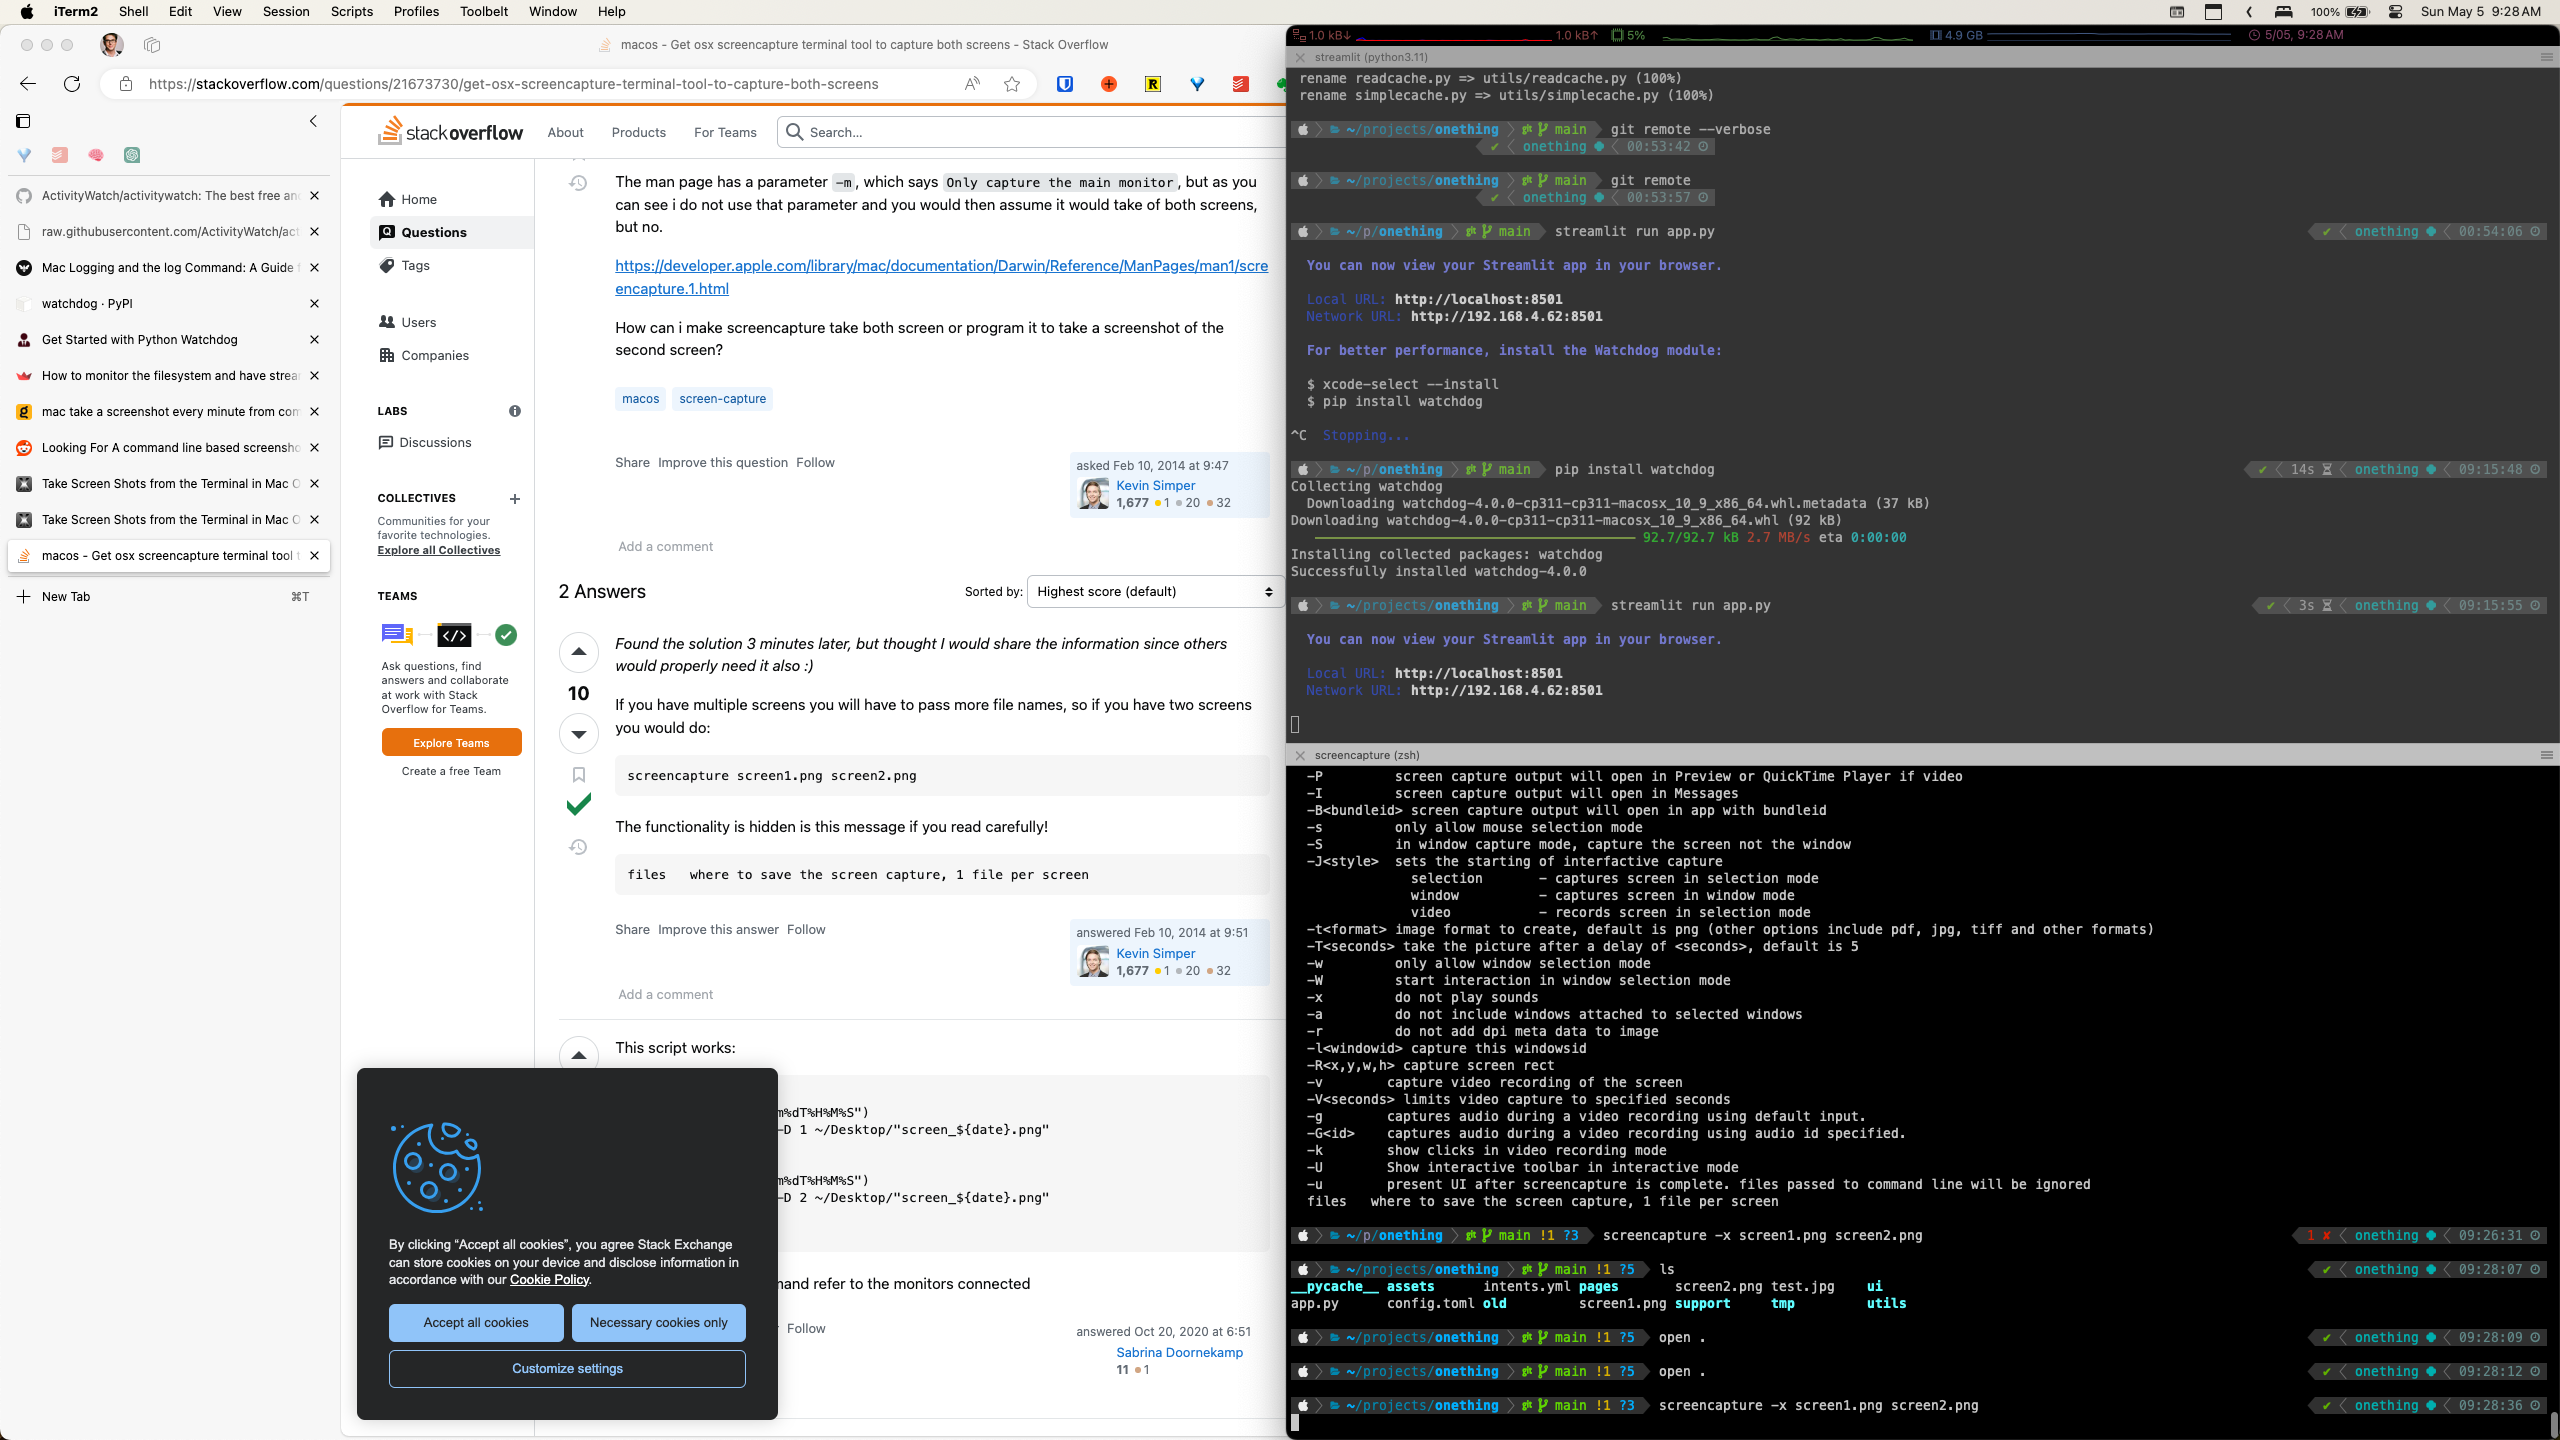 iTerm2 Shell Edit View Session Scripts Profiles Toolbelt Window Help
100% Sun May 5 9:28 AM
macos - Get osx screencapture terminal tool to capture both screens - Stack Overflow
https://stackoverflow.com/questions/21673730/get-osx-screencapture-terminal-tool-to-capture-both-screens
ActivityWatch/activitywatch: The best free an
raw.githubusercontent.com/ActivityWatch/act
Mac Logging and the log Command: A Guide f
watchdog · PyPI
Get Started with Python Watchdog
How to monitor the filesystem and have strea
mac take a screenshot every minute from com
Looking For A command line based screensho
Take Screen Shots from the Terminal in Mac O
Take Screen Shots from the Terminal in Mac O
macos - Get osx screencapture terminal tool t
New Tab ⌘T
stackoverflow About Products For Teams Search...
Home
Questions
Tags
Users
Companies
LABS
Discussions
COLLECTIVES
Communities for your
favorite technologies.
Explore all Collectives
TEAMS
Ask questions, find
answers and collaborate
at work with Stack
Overflow for Teams.
Explore Teams
Create a free Team
The man page has a parameter -m, which says Only capture the main monitor, but as you
can see i do not use that parameter and you would then assume it would take of both screens,
but no.
https://developer.apple.com/library/mac/documentation/Darwin/Reference/ManPages/man1/scre
encapture.1.html
How can i make screencapture take both screen or program it to take a screenshot of the
second screen?
macos screen-capture
Share Improve this question Follow
asked Feb 10, 2014 at 9:47
Kevin Simper
1,677 1 20 32
Add a comment
2 Answers
Sorted by: Highest score (default)
10
Found the solution 3 minutes later, but thought I would share the information since others
would properly need it also :)
If you have multiple screens you will have to pass more file names, so if you have two screens
you would do:
screencapture screen1.png screen2.png
The functionality is hidden is this message if you read carefully!
files   where to save the screen capture, 1 file per screen
Share Improve this answer Follow
answered Feb 10, 2014 at 9:51
Kevin Simper
1,677 1 20 32
Add a comment
This script works:
m%dT%H%M%S")
-D 1 ~/Desktop/"screen_${date}.png"
m%dT%H%M%S")
-D 2 ~/Desktop/"screen_${date}.png"
mand refer to the monitors connected
Follow
answered Oct 20, 2020 at 6:51
Sabrina Doornekamp
11 1
By clicking “Accept all cookies”, you agree Stack Exchange
can store cookies on your device and disclose information in
accordance with our Cookie Policy.
Accept all cookies
Necessary cookies only
Customize settings
1.0 kB↓ 1.0 kB↑ 5% 4.9 GB 5/05, 9:28 AM
streamlit (python3.11)
rename readcache.py => utils/readcache.py (100%)
rename simplecache.py => utils/simplecache.py (100%)
~/projects/onething main git remote --verbose
✔ onething 00:53:42
~/projects/onething main git remote
✔ onething 00:53:57
~/p/onething main streamlit run app.py ✔ onething 00:54:06
You can now view your Streamlit app in your browser.
Local URL: http://localhost:8501
Network URL: http://192.168.4.62:8501
For better performance, install the Watchdog module:
$ xcode-select --install
$ pip install watchdog
^C  Stopping...
~/p/onething main pip install watchdog ✔ 14s onething 09:15:48
Collecting watchdog
Downloading watchdog-4.0.0-cp311-cp311-macosx_10_9_x86_64.whl.metadata (37 kB)
Downloading watchdog-4.0.0-cp311-cp311-macosx_10_9_x86_64.whl (92 kB)
92.7/92.7 kB 2.7 MB/s eta 0:00:00
Installing collected packages: watchdog
Successfully installed watchdog-4.0.0
~/projects/onething main streamlit run app.py ✔ 3s onething 09:15:55
You can now view your Streamlit app in your browser.
Local URL: http://localhost:8501
Network URL: http://192.168.4.62:8501
screencapture (zsh)
-P         screen capture output will open in Preview or QuickTime Player if video
-I         screen capture output will open in Messages
-B<bundleid> screen capture output will open in app with bundleid
-s         only allow mouse selection mode
-S         in window capture mode, capture the screen not the window
-J<style>  sets the starting of interfactive capture
selection       - captures screen in selection mode
window          - captures screen in window mode
video           - records screen in selection mode
-t<format> image format to create, default is png (other options include pdf, jpg, tiff and other formats)
-T<seconds> take the picture after a delay of <seconds>, default is 5
-w         only allow window selection mode
-W         start interaction in window selection mode
-x         do not play sounds
-a         do not include windows attached to selected windows
-r         do not add dpi meta data to image
-l<windowid> capture this windowsid
-R<x,y,w,h> capture screen rect
-v        capture video recording of the screen
-V<seconds> limits video capture to specified seconds
-g        captures audio during a video recording using default input.
-G<id>    captures audio during a video recording using audio id specified.
-k        show clicks in video recording mode
-U        Show interactive toolbar in interactive mode
-u        present UI after screencapture is complete. files passed to command line will be ignored
files   where to save the screen capture, 1 file per screen
~/p/onething main !1 ?3 screencapture -x screen1.png screen2.png 1 ✘ onething 09:26:31
~/projects/onething main !1 ?5 ls ✔ onething 09:28:07
__pycache__ assets intents.yml pages screen2.png test.jpg ui
app.py config.toml old screen1.png support tmp utils
~/projects/onething main !1 ?5 open . ✔ onething 09:28:09
~/projects/onething main !1 ?5 open . ✔ onething 09:28:12
~/projects/onething main !1 ?3 screencapture -x screen1.png screen2.png ✔ onething 09:28:36